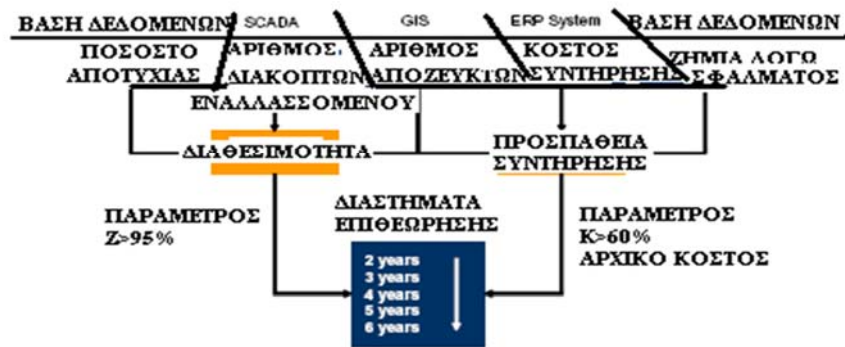 ΒΑΣΗ ΔΕΔΟΜΕΝΩΝ SCADA GIS ERP System ΒΑΣΗ ΔΕΔΟΜΕΝΩΝ
ΠΟΣΟΣΤΟ ΑΡΙΘΜΟΣ ΑΡΙΘΜΟΣ ΚΟΣΤΟΣ ΖΗΜΙΑ ΛΟΓΩ
ΑΠΟΤΥΧΙΑΣ ΔΙΑΚΟΠΤΩΝ ΑΠΟΖΕΥΚΤΩΝ ΣΥΝΤΗΡΗΣΗΣ ΣΦΑΛΜΑΤΟΣ
ΕΝΑΛΛΑΣΣΟΜΕΝΟΥ
ΔΙΑΘΕΣΙΜΟΤΗΤΑ
ΠΡΟΣΠΑΘΕΙΑ
ΣΥΝΤΗΡΗΣΗΣ
ΠΑΡΑΜΕΤΡΟΣ
Z>95%
ΔΙΑΣΤΗΜΑΤΑ
ΕΠΙΘΕΩΡΗΣΗΣ
ΠΑΡΑΜΕΤΡΟΣ
Κ>60%
ΑΡΧΙΚΟ ΚΟΣΤΟΣ
2 years
3 years
4 years
5 years
6 years